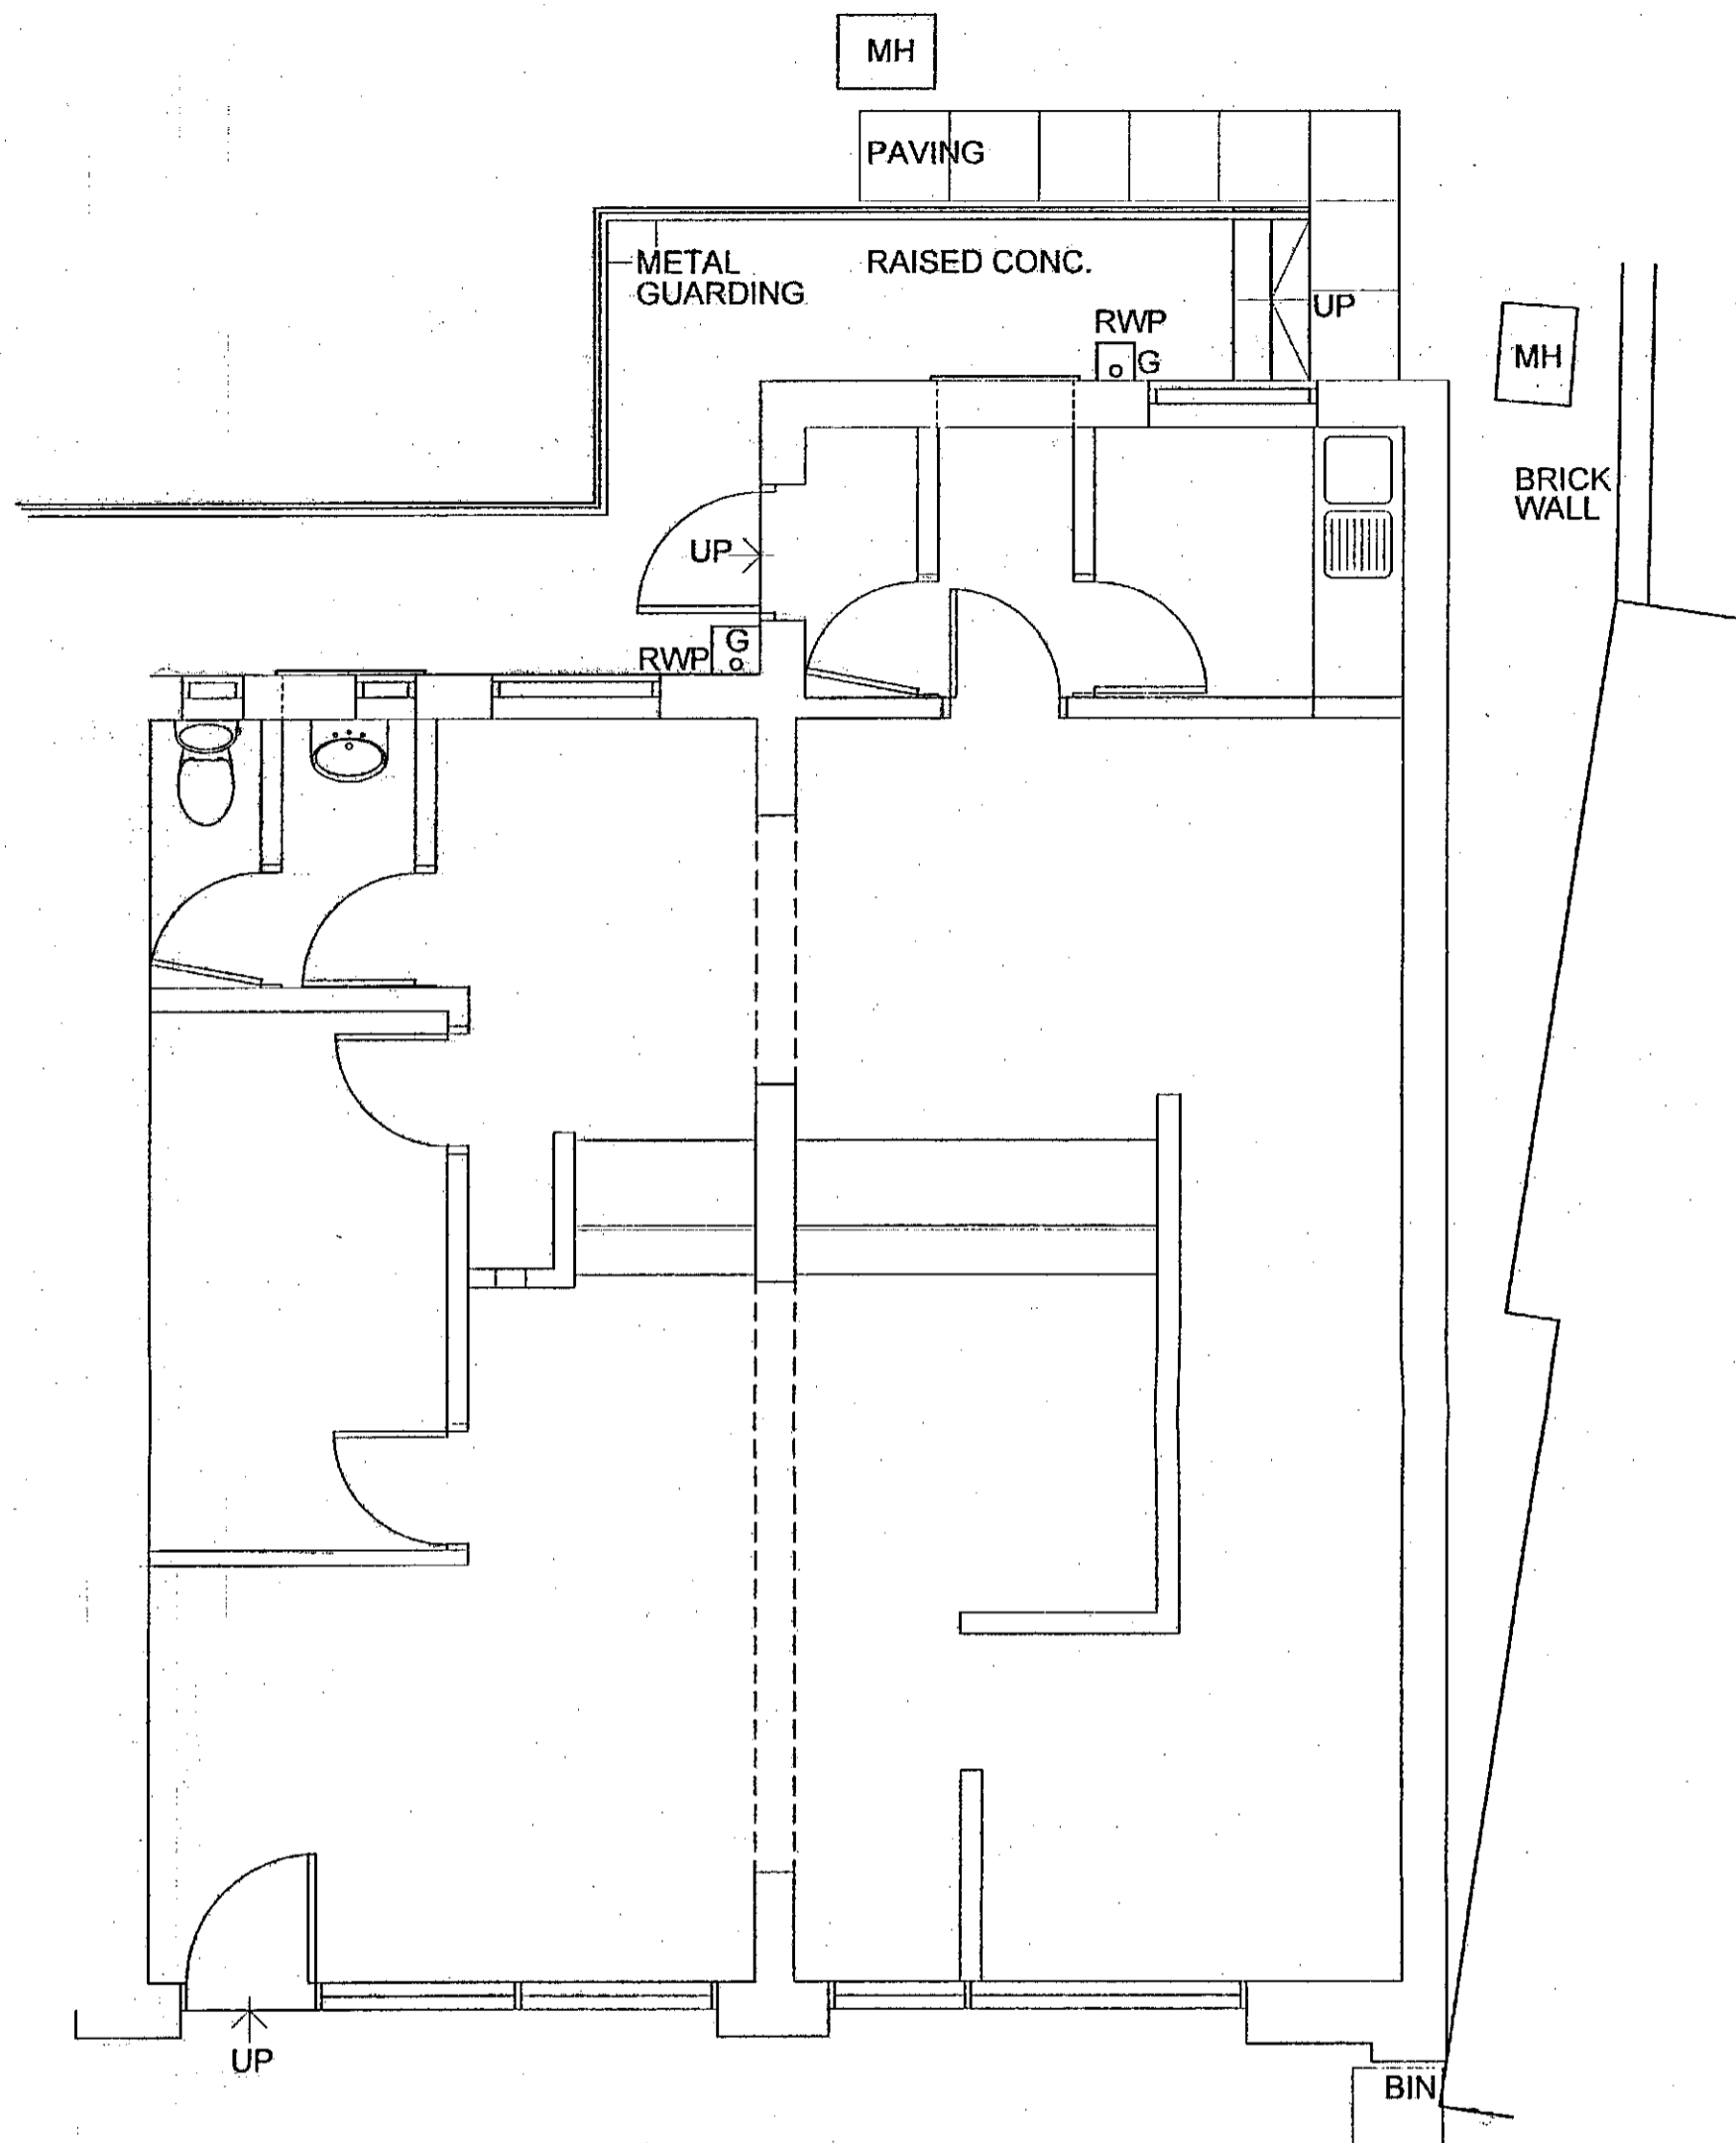 MH
PAVING
METAL
GUARDING
RAISED CONC.
UP
RWP
G
MH
BRICK
WALL
UP
G
RWP
UP
BIN